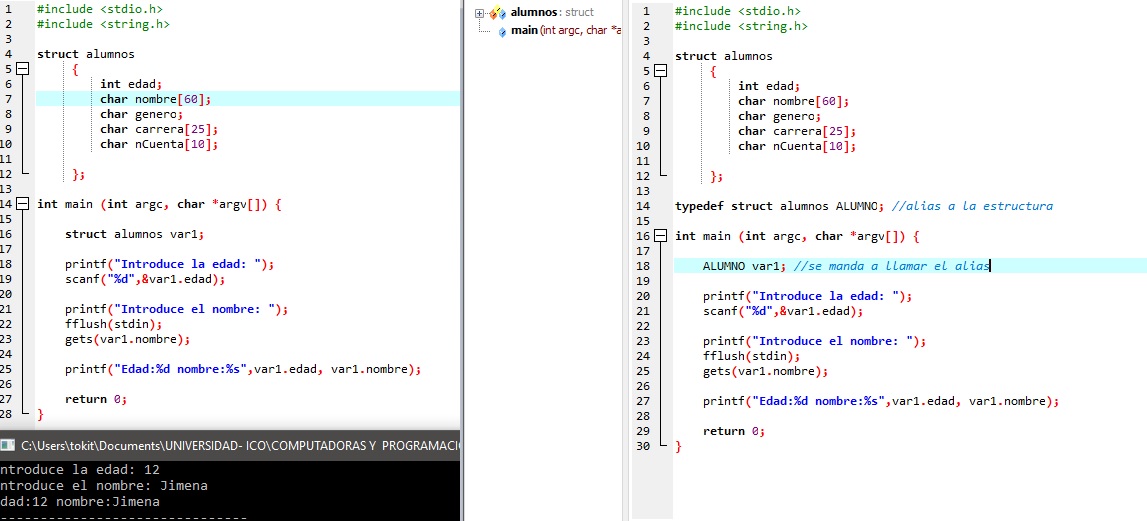 1 #include <stdio.h>
2 #include <string.h>
3
4 struct alumnos
5 {
6 int edad;
7 char nombre[60];
8 char genero;
9 char carrera[25];
10 char nCuenta[10];
11
12 };
13
14 int main (int argc, char *argv[]) {
15
16 struct alumnos var1;
17
18 printf("Introduce la edad: ");
19 scanf("%d",&var1.edad);
20
21 printf("Introduce el nombre: ");
22 fflush(stdin);
23 gets(var1.nombre);
24
25 printf("Edad:%d nombre:%s",var1.edad, var1.nombre);
26
27 return 0;
28 }
C:\Users\tokit\Documents\UNIVERSIDAD- ICO\COMPUTADORAS Y PROGRAMACI
ntroduce la edad: 12
ntroduce el nombre: Jimena
dad:12 nombre:Jimena
--------------------------------
alumnos : struct
main (int argc, char *a
1 #include <stdio.h>
2 #include <string.h>
3
4 struct alumnos
5 {
6 int edad;
7 char nombre[60];
8 char genero;
9 char carrera[25];
10 char nCuenta[10];
11
12 };
13
14 typedef struct alumnos ALUMNO; //alias a la estructura
15
16 int main (int argc, char *argv[]) {
17
18 ALUMNO var1; //se manda a llamar el alias
19
20 printf("Introduce la edad: ");
21 scanf("%d",&var1.edad);
22
23 printf("Introduce el nombre: ");
24 fflush(stdin);
25 gets(var1.nombre);
26
27 printf("Edad:%d nombre:%s",var1.edad, var1.nombre);
28
29 return 0;
30 }